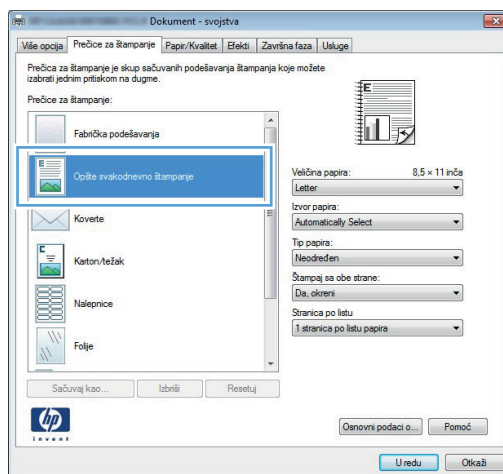 Dokument - svojstva
Više opcija Prečice za štampanje Papir/Kvalitet Efekti Završna faza Usluge
Prečica za štampanje je skup sačuvanih podešavanja štampanja koje možete
izabrati jednim pritiskom na dugme.
Prečice za štampanje:
Fabrička podešavanja
Opšte svakodnevno štampanje
Koverte
Karton/težak
Nalepnice
Folije
Sačuvaj kao... Izbriši Resetuj
E
E
C
Veličina papira: 8,5 × 11 inča
Letter
Izvor papira:
Automatically Select
Tip papira:
Neodređen
Štampaj sa obe strane:
Da, okreni
Stranica po listu
1 stranica po listu papira
hp
invent
Osnovni podaci o... Pomoć
U redu Otkaži